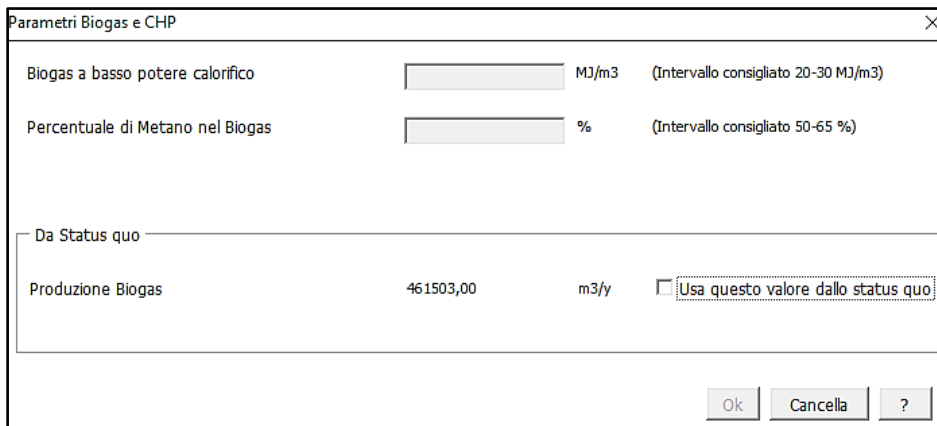 Parametri Biogas e CHP
Biogas a basso potere calorifico MJ/m3 (Intervallo consigliato 20-30 MJ/m3)
Percentuale di Metano nel Biogas % (Intervallo consigliato 50-65 %)
Da Status quo
Produzione Biogas 461503,00 m3/y Usa questo valore dallo status quo
Ok Cancella ?